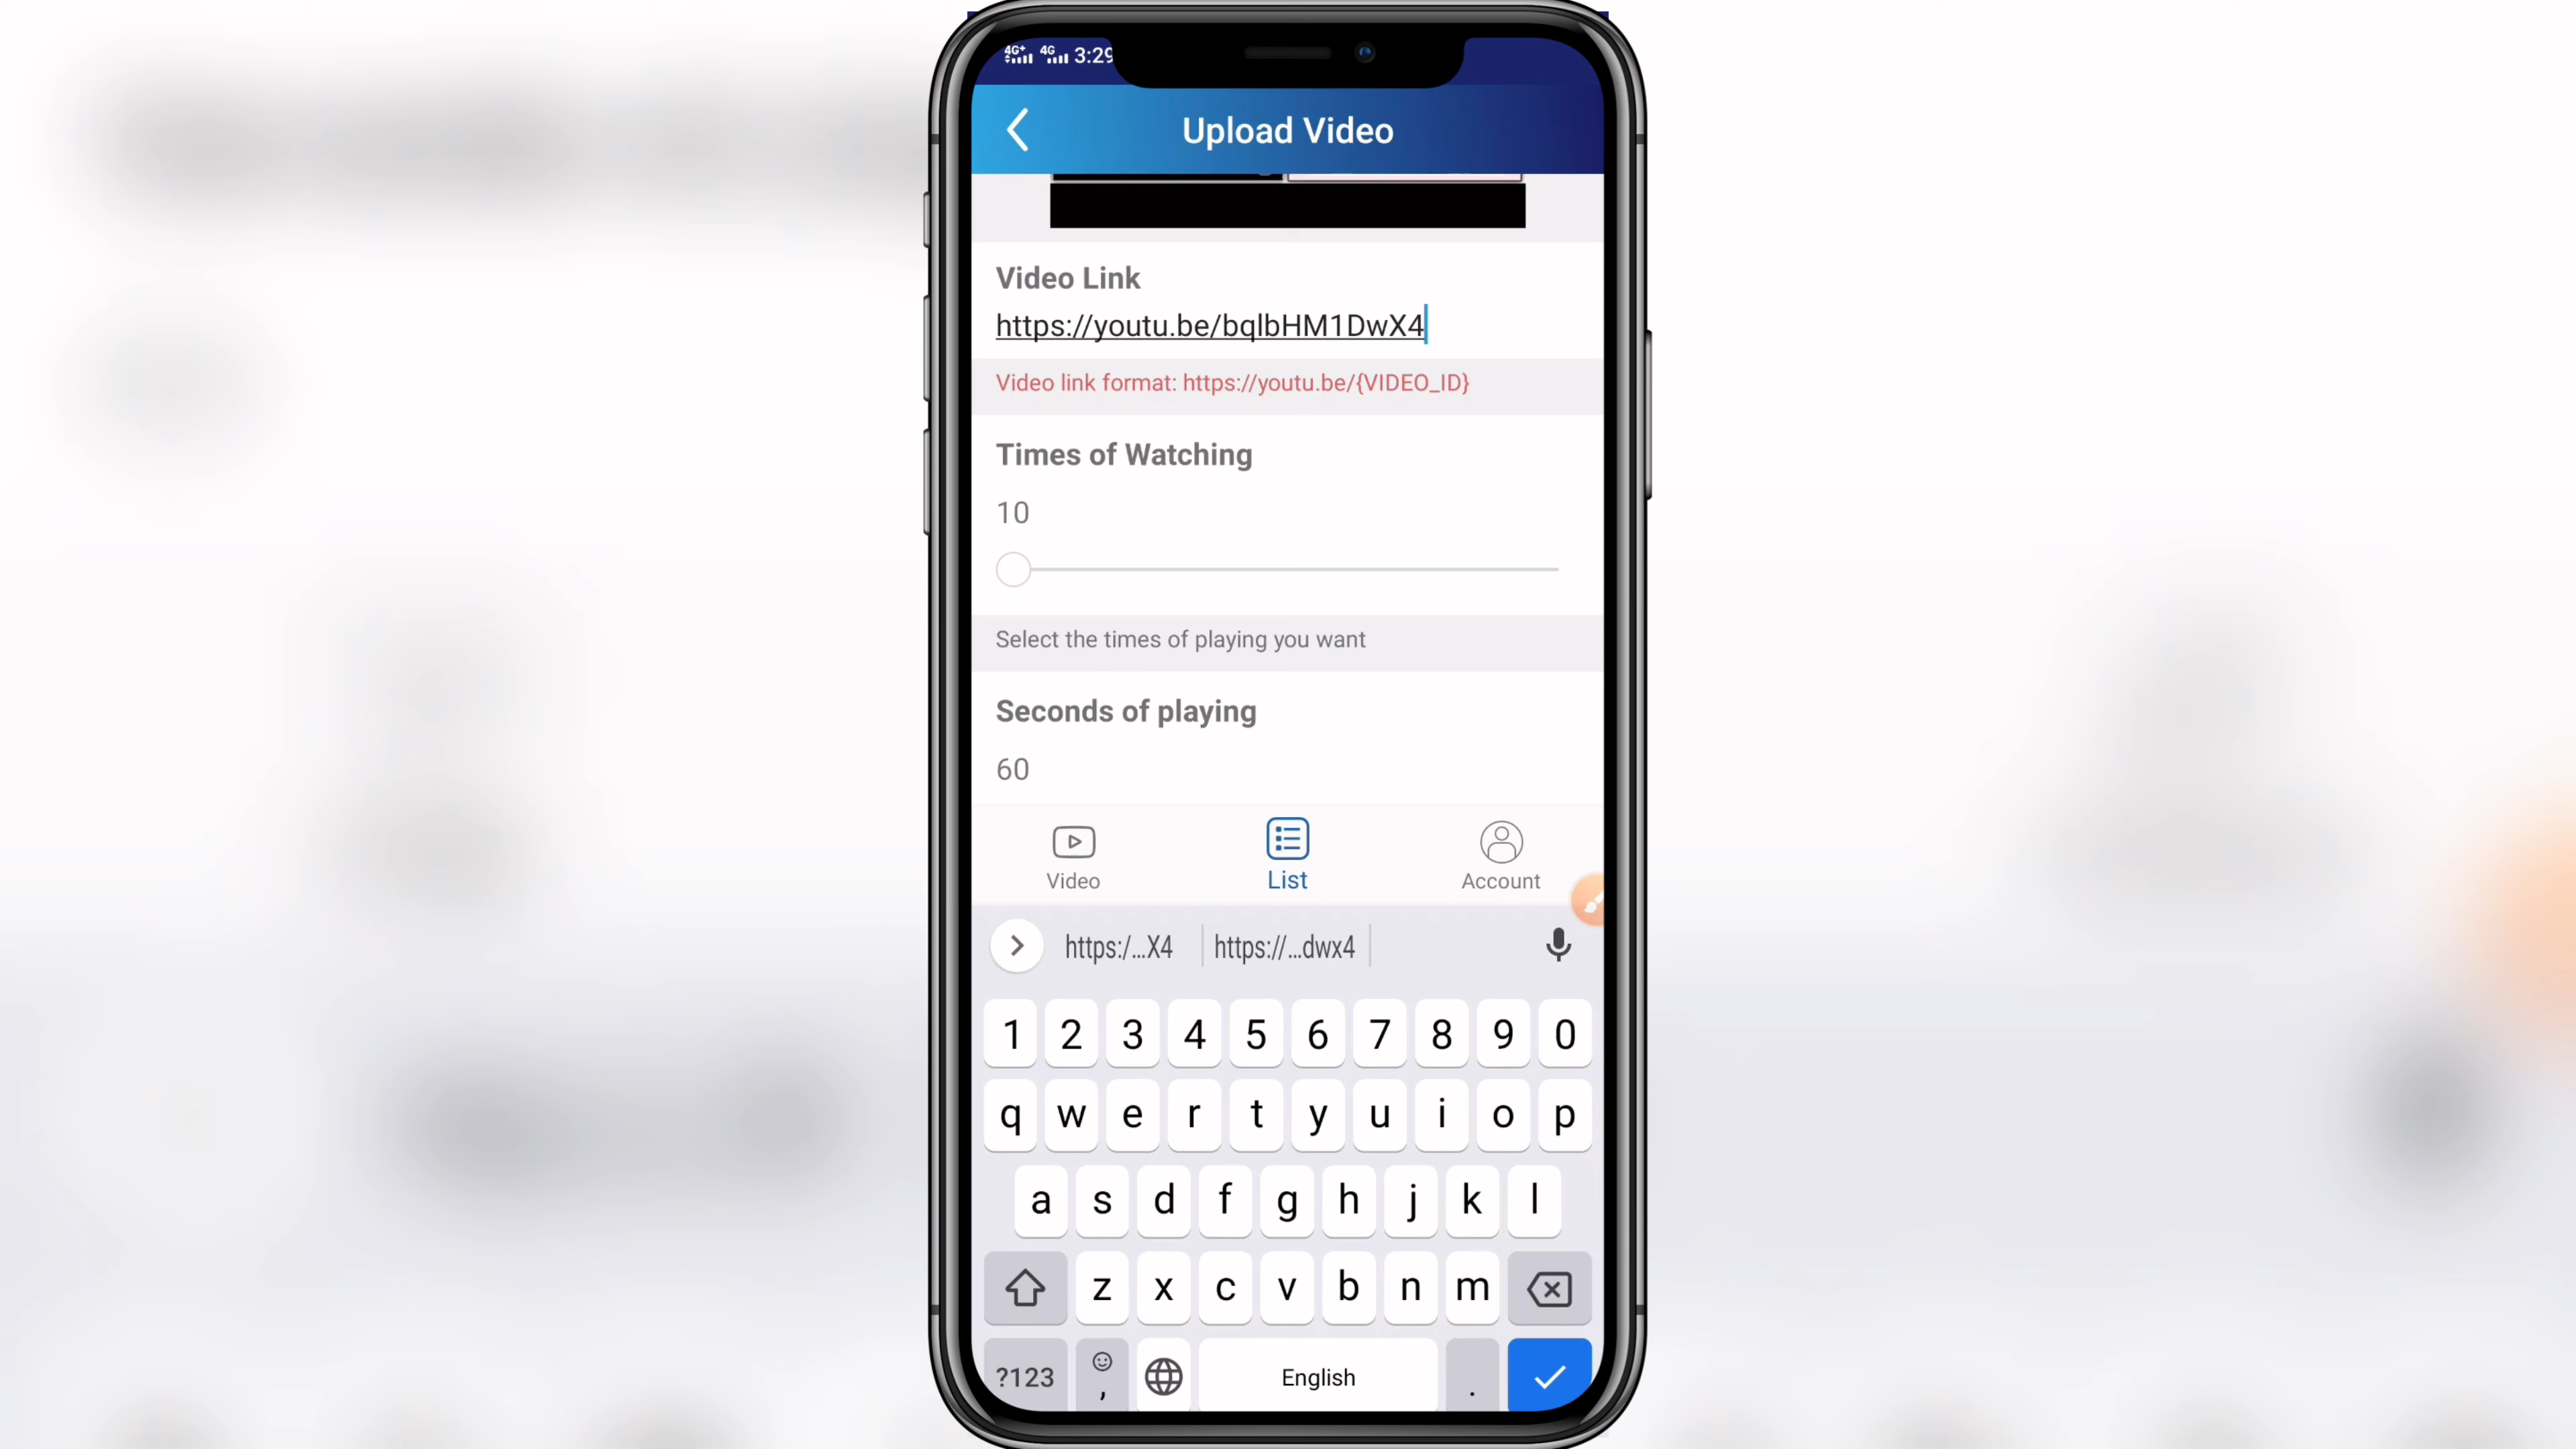 4G+ 4G 3:29
Upload Video
Video Link
https://youtu.be/bqlbHM1DwX4
Video link format: https://youtu.be/{VIDEO_ID}
Times of Watching
10
Select the times of playing you want
Seconds of playing
60
Video List Account
https:/...X4 https://...dwx4
1 2 3 4 5 6 7 8 9 0
q w e r t y u i o p
a s d f g h j k l
z x c v b n m
?123 , English .